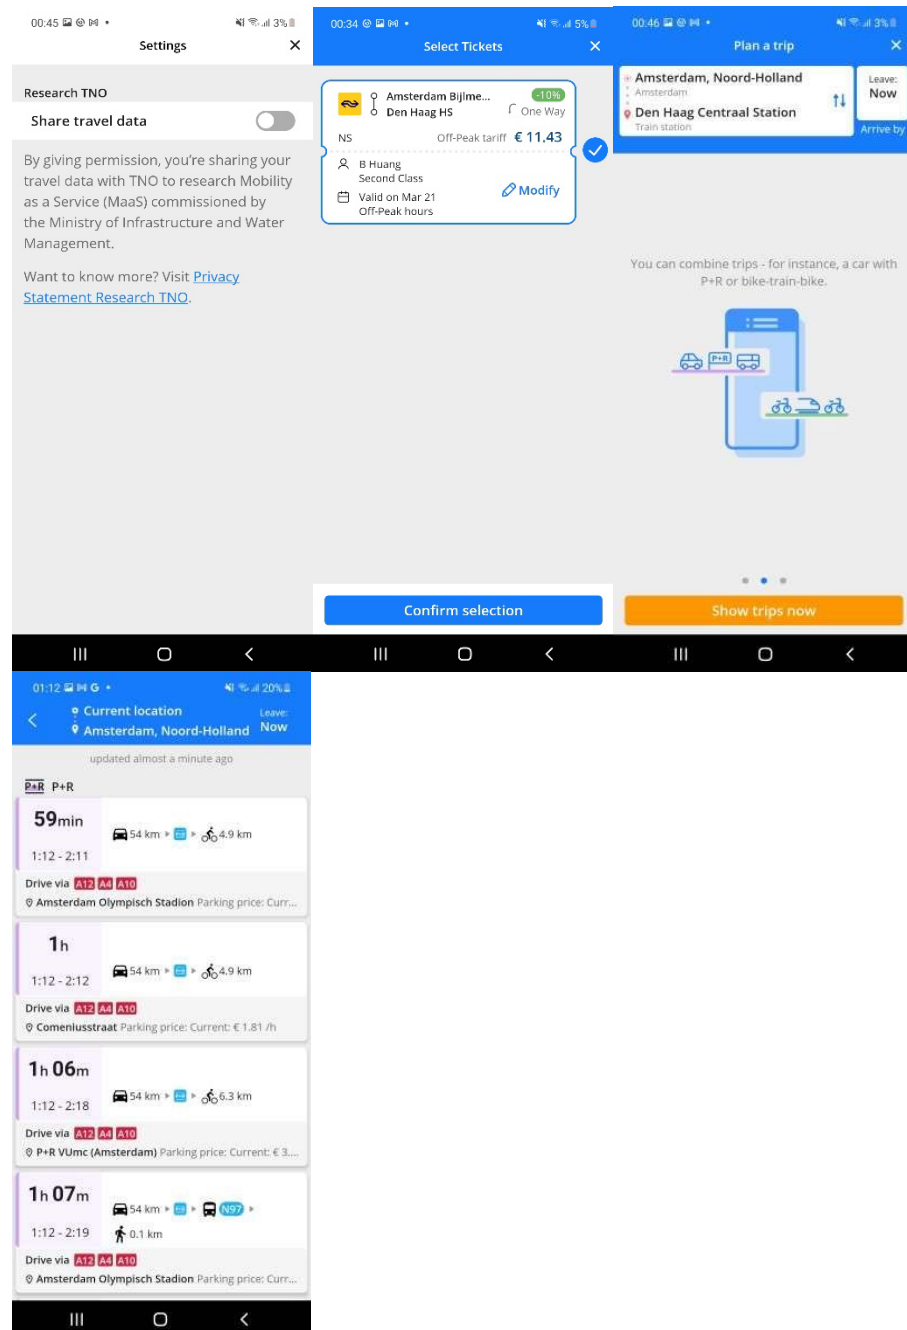 00:45
3%
Settings
Research TNO
Share travel data
By giving permission, you're sharing your
travel data with TNO to research Mobility
as a Service (MaaS) commissioned by
the Ministry of Infrastructure and Water
Management.
Want to know more? Visit Privacy
Statement Research TNO.
00:34
5%
Select Tickets
Amsterdam Bijlme...
-10%
Den Haag HS
One Way
NS
Off-Peak tariff € 11.43
B Huang
Second Class
Valid on Mar 21
Off-Peak hours
Modify
Confirm selection
00:46
3%
Plan a trip
Amsterdam, Noord-Holland
Amsterdam
Den Haag Centraal Station
Train station
Leave:
Now
Arrive by
You can combine trips - for instance, a car with
P+R or bike-train-bike.
P+R
Show trips now
01:12 G
20%
Current location
Amsterdam, Noord-Holland
Leave:
Now
updated almost a minute ago
P+R P+R
59min
54 km 4.9 km
1:12 - 2:11
Drive via A12 A4 A10
Amsterdam Olympisch Stadion Parking price: Curr...
1h
54 km 4.9 km
1:12 - 2:12
Drive via A12 A4 A10
Comeniusstraat Parking price: Current: € 1.81 /h
1h 06m
54 km 6.3 km
1:12 - 2:18
Drive via A12 A4 A10
P+R VUmc (Amsterdam) Parking price: Current: € 3....
1h 07m
54 km N97
1:12 - 2:19
0.1 km
Drive via A12 A4 A10
Amsterdam Olympisch Stadion Parking price: Curr...